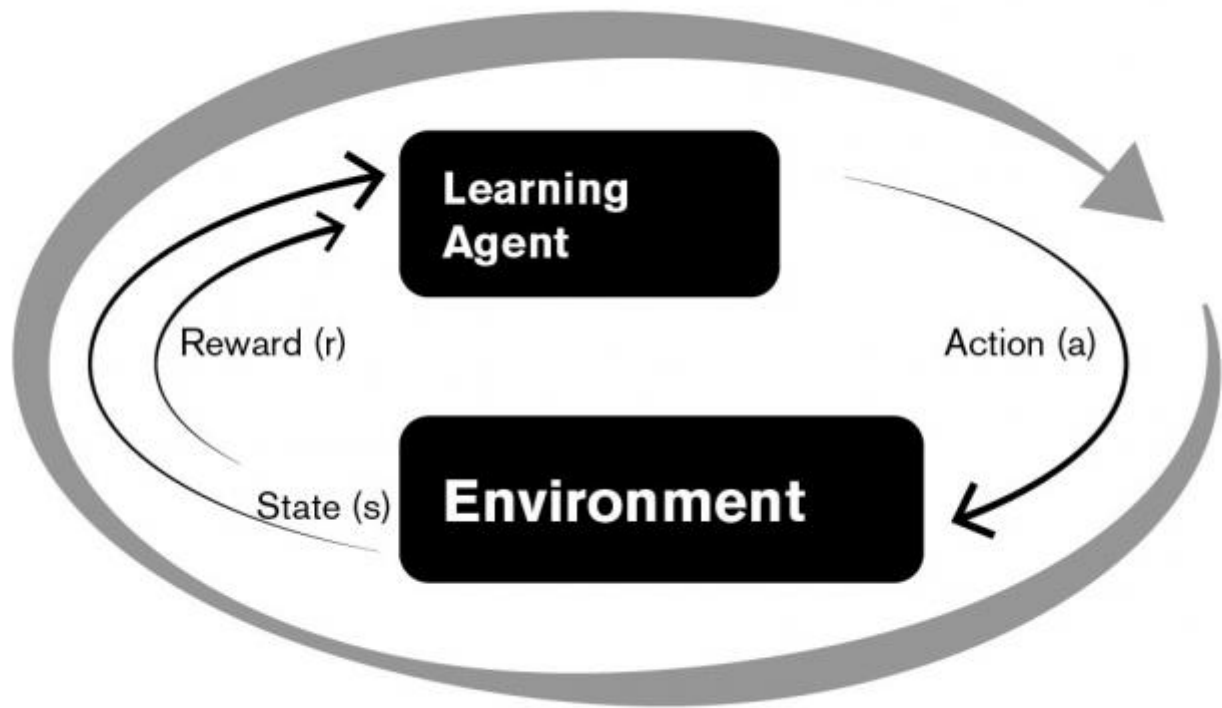 Learning
Agent
Reward (r)
Action (a)
State (s)
Environment